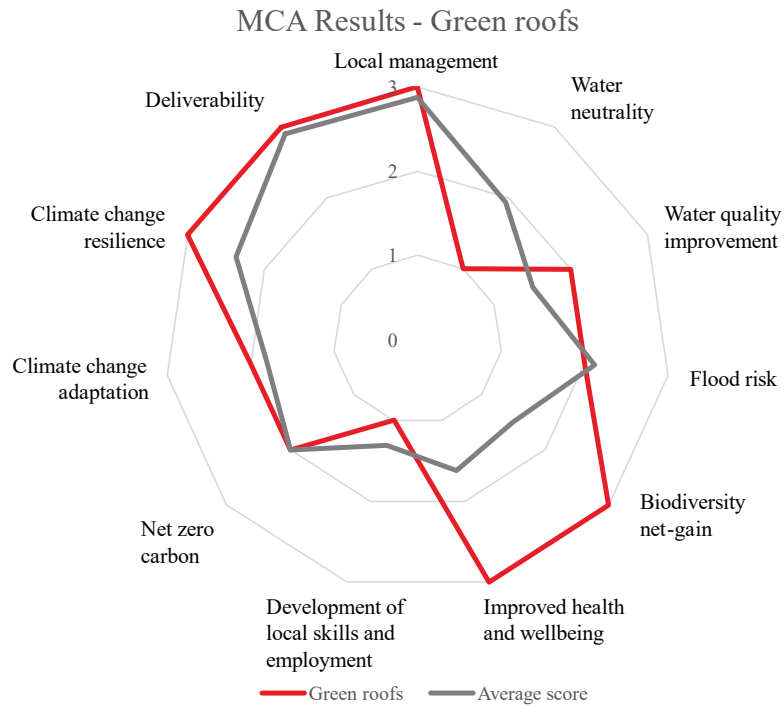 MCA Results - Green roofs
Local management
3
Deliverability
Water
neutrality
2
Climate change
resilience
Water quality
improvement
1
0
Climate change
adaptation
Flood risk
Biodiversity
net-gain
Net zero
carbon
Development of
local skills and
employment
Improved health
and wellbeing
Green roofs
Average score